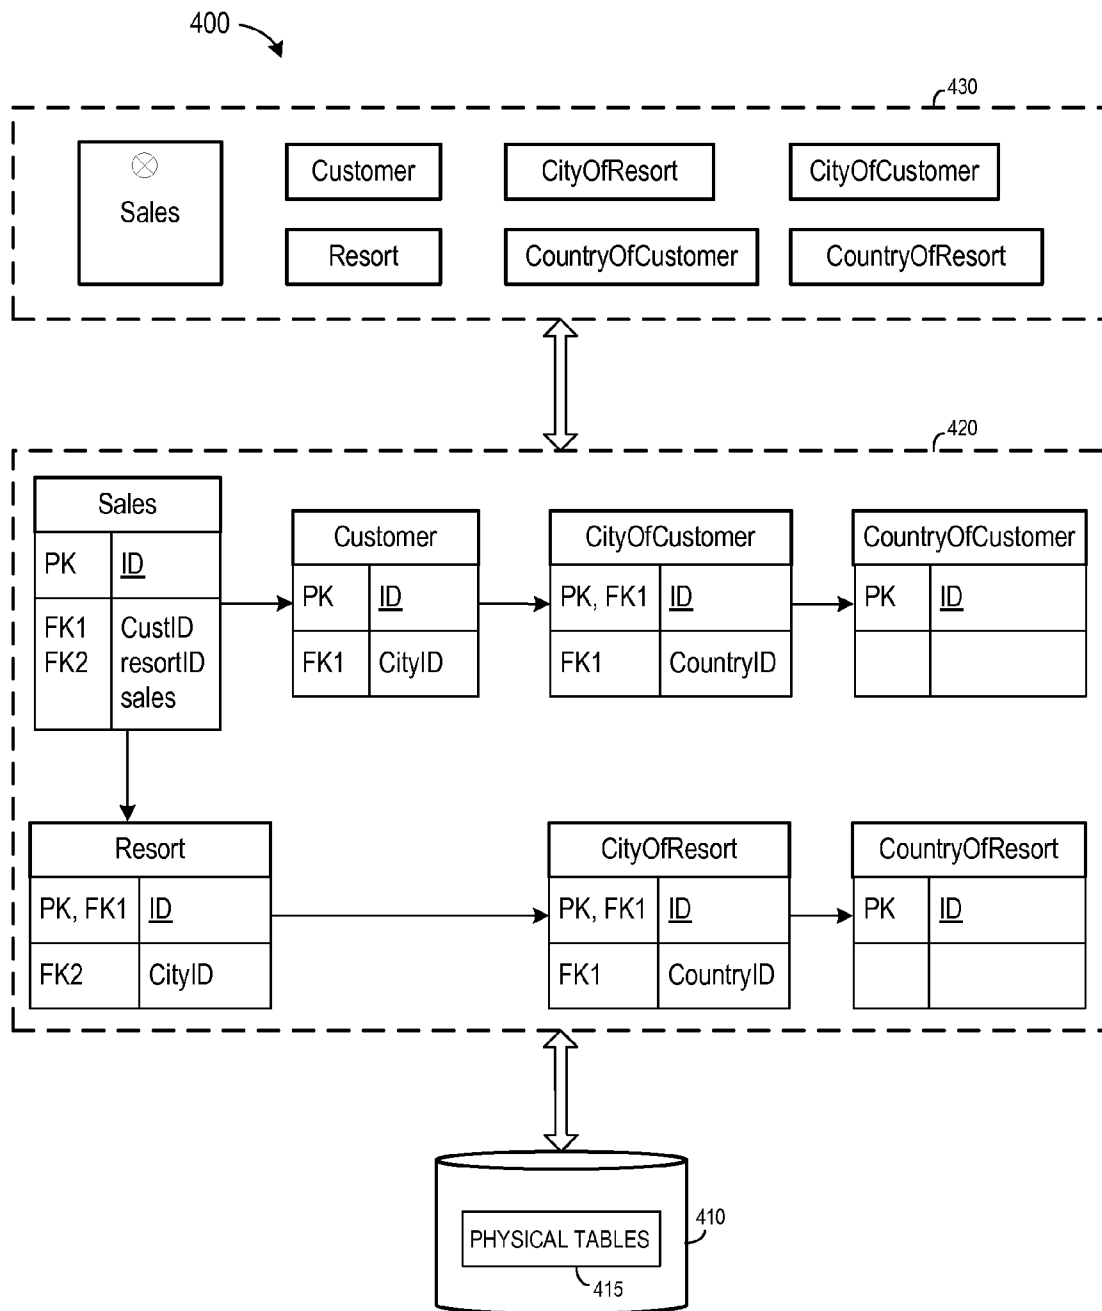 400
430
Sales
Customer
CityOfResort
CityOfCustomer
Resort
CountryOfCustomer
CountryOfResort
420
Sales
PK ID
FK1 CustID
FK2 resortID
sales
Customer
PK ID
FK1 CityID
CityOfCustomer
PK, FK1 ID
FK1 CountryID
CountryOfCustomer
PK ID
Resort
PK, FK1 ID
FK2 CityID
CityOfResort
PK, FK1 ID
FK1 CountryID
CountryOfResort
PK ID
PHYSICAL TABLES
415
410